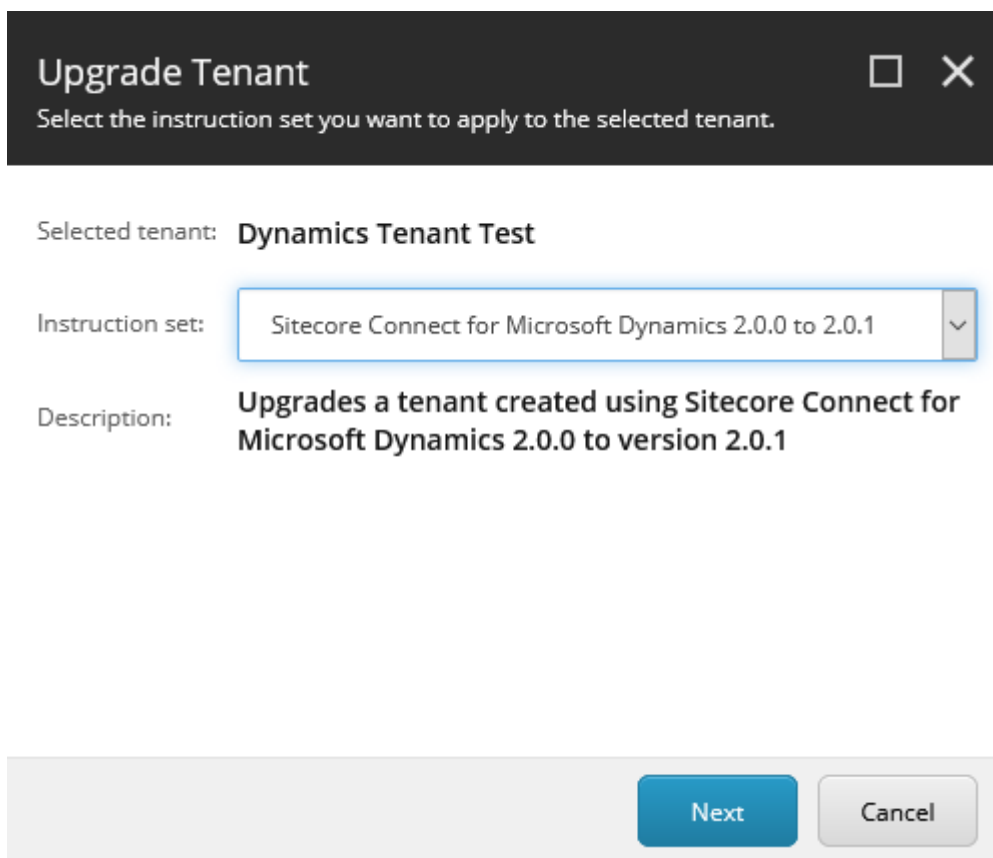 Upgrade Tenant
Select the instruction set you want to apply to the selected tenant.
Selected tenant: Dynamics Tenant Test
Instruction set: Sitecore Connect for Microsoft Dynamics 2.0.0 to 2.0.1
Description: Upgrades a tenant created using Sitecore Connect for
Microsoft Dynamics 2.0.0 to version 2.0.1
Next Cancel